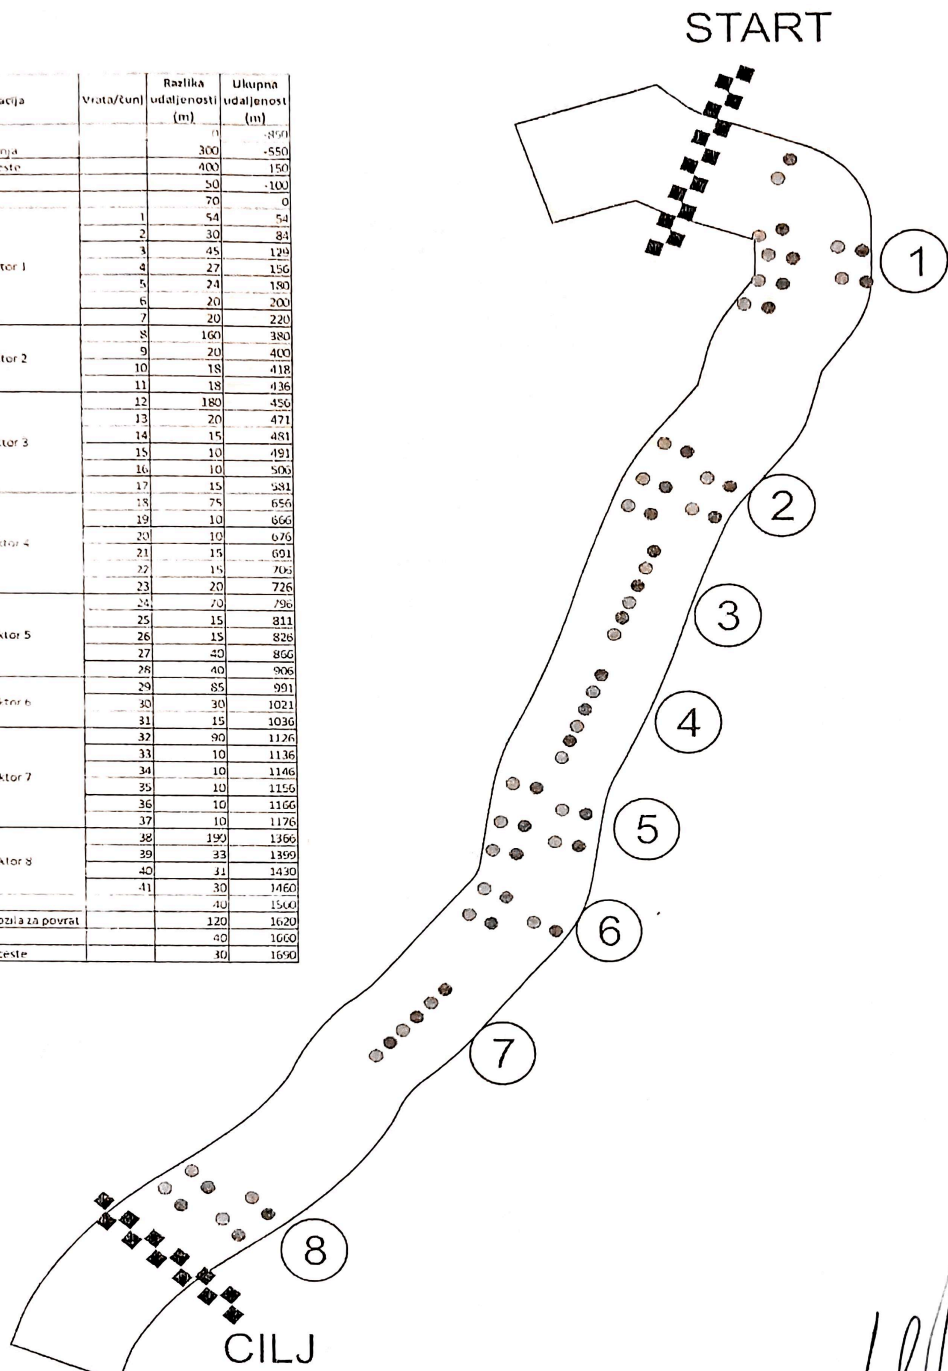 START
Vrata/čunj Razlika udaljenosti (m) Ukupna udaljenost (m)
0 -850
300 -550
400 150
50 -100
70 0
1 54 54
2 30 84
3 45 129
4 27 156
5 24 180
6 20 200
7 20 220
8 160 380
9 20 400
10 18 418
11 18 436
12 180 456
13 20 471
14 15 481
15 10 491
16 10 506
17 15 581
18 75 656
19 10 666
20 10 676
21 15 691
22 15 706
23 20 726
24 70 796
25 15 811
26 15 826
27 40 866
28 40 906
29 85 991
30 30 1021
31 15 1036
32 90 1126
33 10 1136
34 10 1146
35 10 1156
36 10 1166
37 10 1176
38 190 1366
39 33 1399
40 31 1430
41 30 1460
40 1500
za povrat 120 1620
40 1660
30 1690
1
2
3
4
5
6
7
8
CILJ